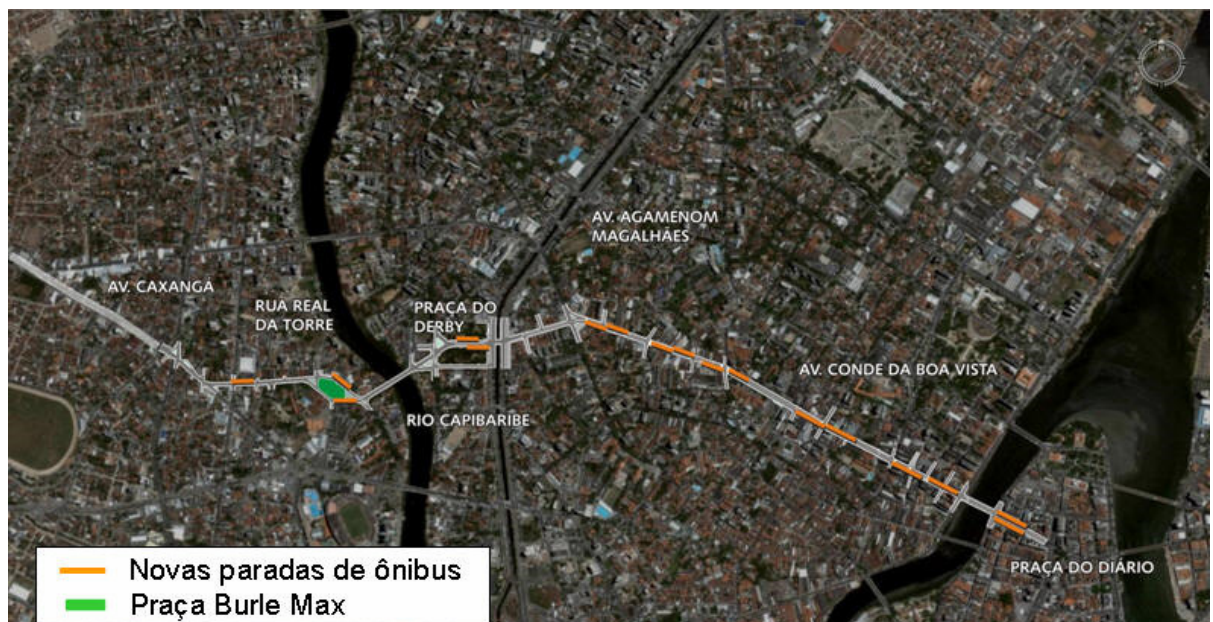 AV. AGAMENOM
MAGALHÃES
AV. CAXANGÁ
RUA REAL
DA TORRE
PRAÇA DO
DERBY
AV. CONDE DA BOA VISTA
RIO CAPIBARIBE
PRAÇA DO DIÁRIO
Novas paradas de ônibus
Praça Burle Max